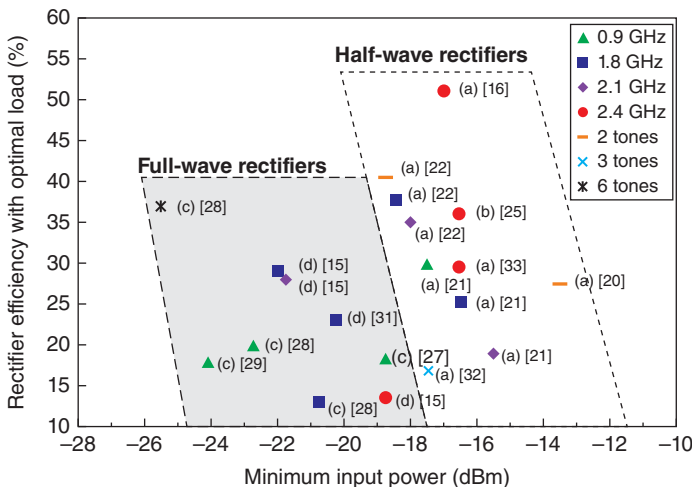 Rectifier efficiency with optimal load (%)
60
55
50
45
40
35
30
25
20
15
10
Half-wave rectifiers
Full-wave rectifiers
0.9 GHz
1.8 GHz
2.1 GHz
2.4 GHz
2 tones
3 tones
6 tones
(a) [16]
(a) [22]
(a) [22]
(c) [28]
(b) [25]
(a) [22]
(d) [15]
(a) [33]
(d) [15]
(a) [21]
(a) [20]
(d) [31]
(a) [21]
(c) [28]
(c) [29]
(c) [27]
(a) [21]
(a) [32]
(c) [28]
(d) [15]
−28
−26
−24
−22
−20
−18
−16
−14
−12
−10
Minimum input power (dBm)